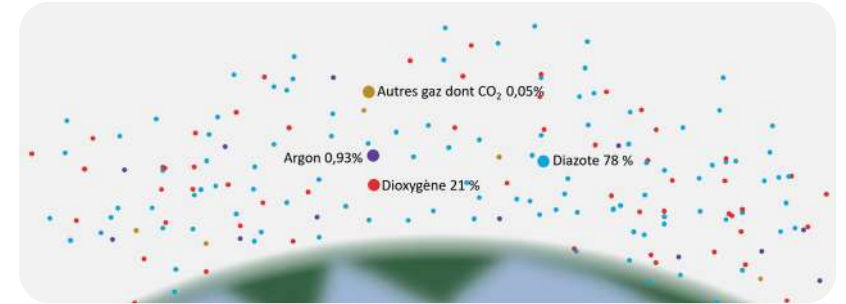 Autres gaz dont CO₂ 0,05%
Argon 0,93%
Diazote 78 %
Dioxygène 21 %